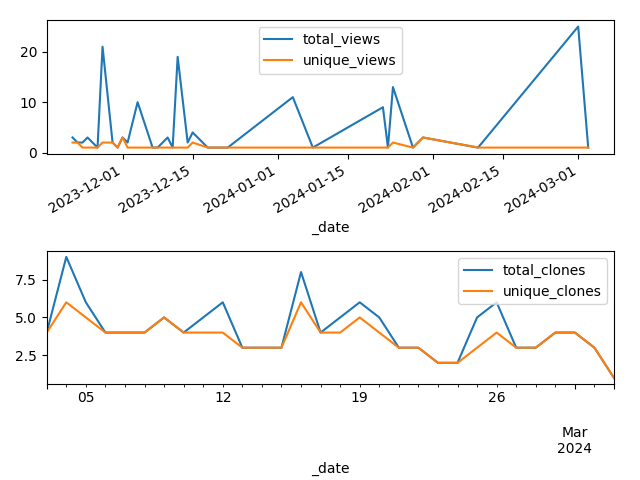 20
10
0
total_views
unique_views
2023-12-01
2023-12-15
2024-01-01
2024-01-15
2024-02-01
2024-02-15
2024-03-01
_date
7.5
5.0
2.5
total_clones
unique_clones
05
12
19
26
Mar
2024
_date